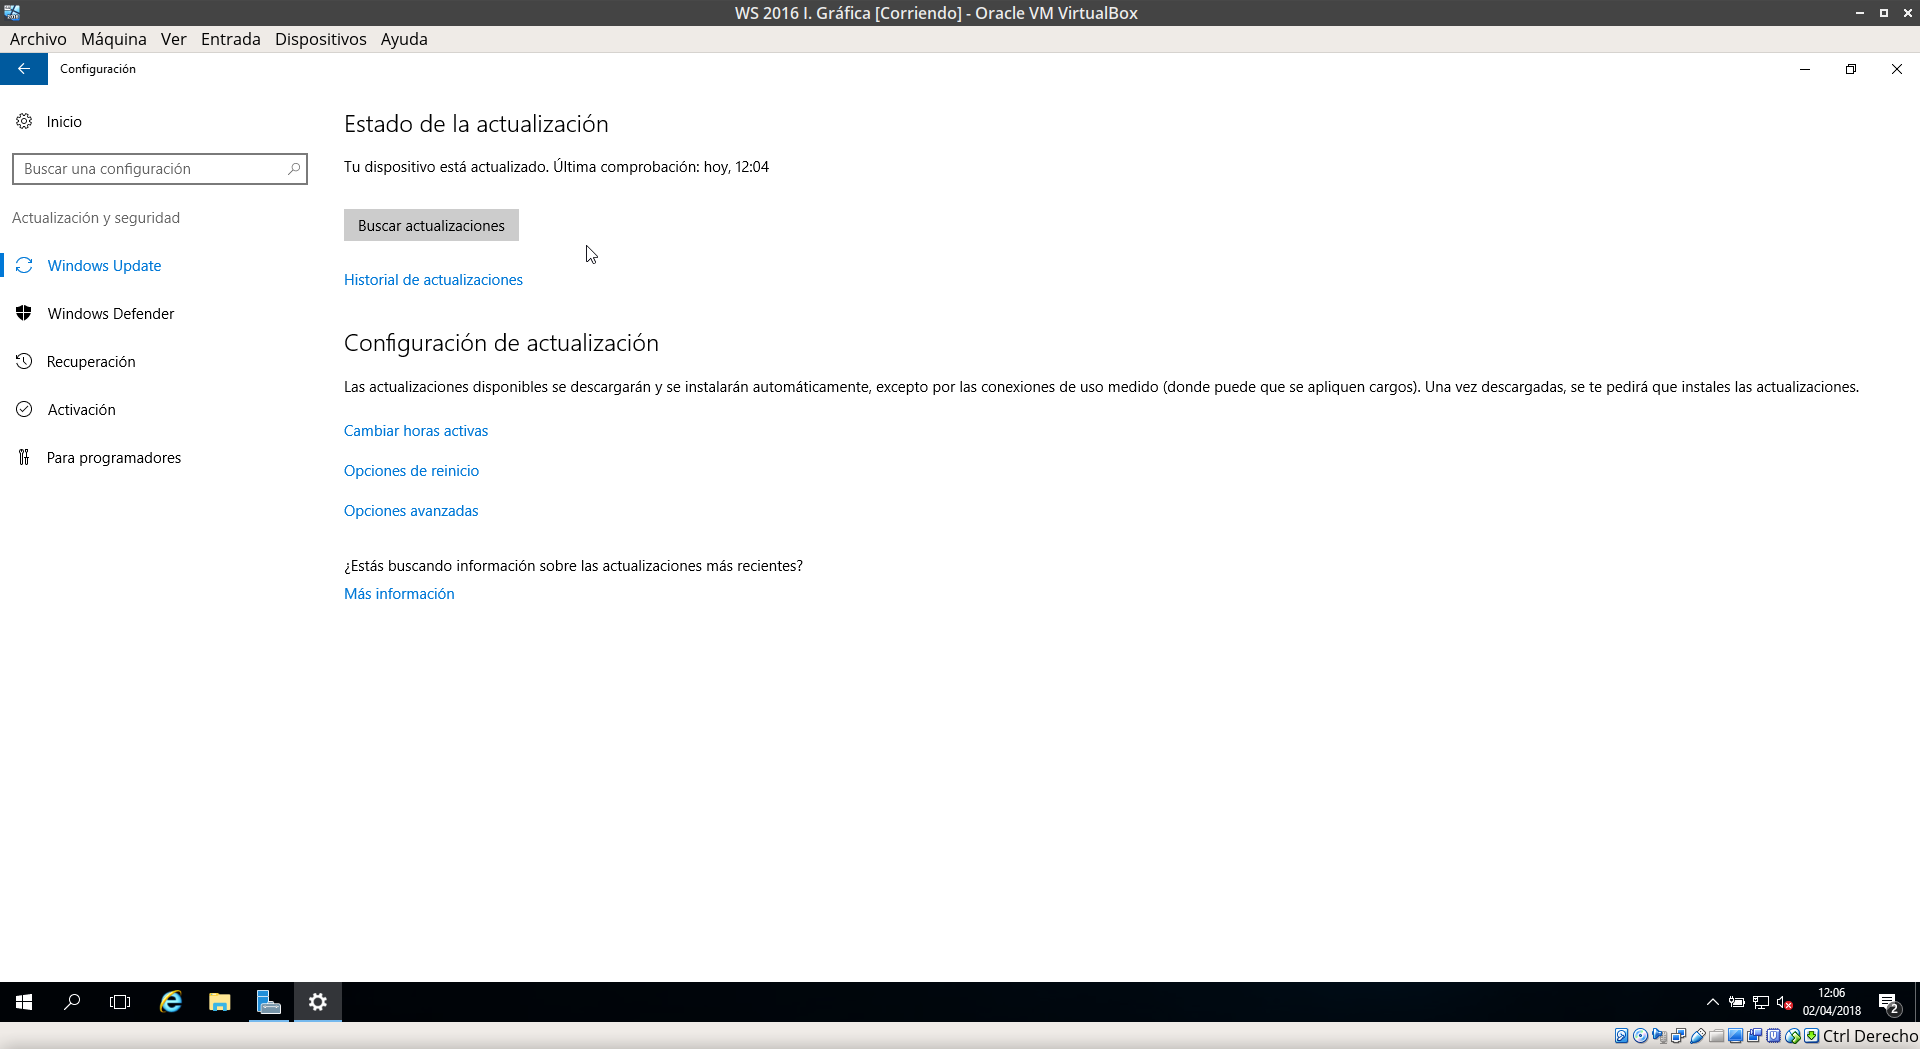 WS 2016 I. Gráfica [Corriendo] - Oracle VM VirtualBox
Archivo Máquina Ver Entrada Dispositivos Ayuda
Configuración
Inicio
Buscar una configuración
Actualización y seguridad
Windows Update
Windows Defender
Recuperación
Activación
Para programadores
Estado de la actualización
Tu dispositivo está actualizado. Última comprobación: hoy, 12:04
Buscar actualizaciones
Historial de actualizaciones
Configuración de actualización
Las actualizaciones disponibles se descargarán y se instalarán automáticamente, excepto por las conexiones de uso medido (donde puede que se apliquen cargos). Una vez descargadas, se te pedirá que instales las actualizaciones.
Cambiar horas activas
Opciones de reinicio
Opciones avanzadas
¿Estás buscando información sobre las actualizaciones más recientes?
Más información
12:06
02/04/2018
2
Ctrl Derecho